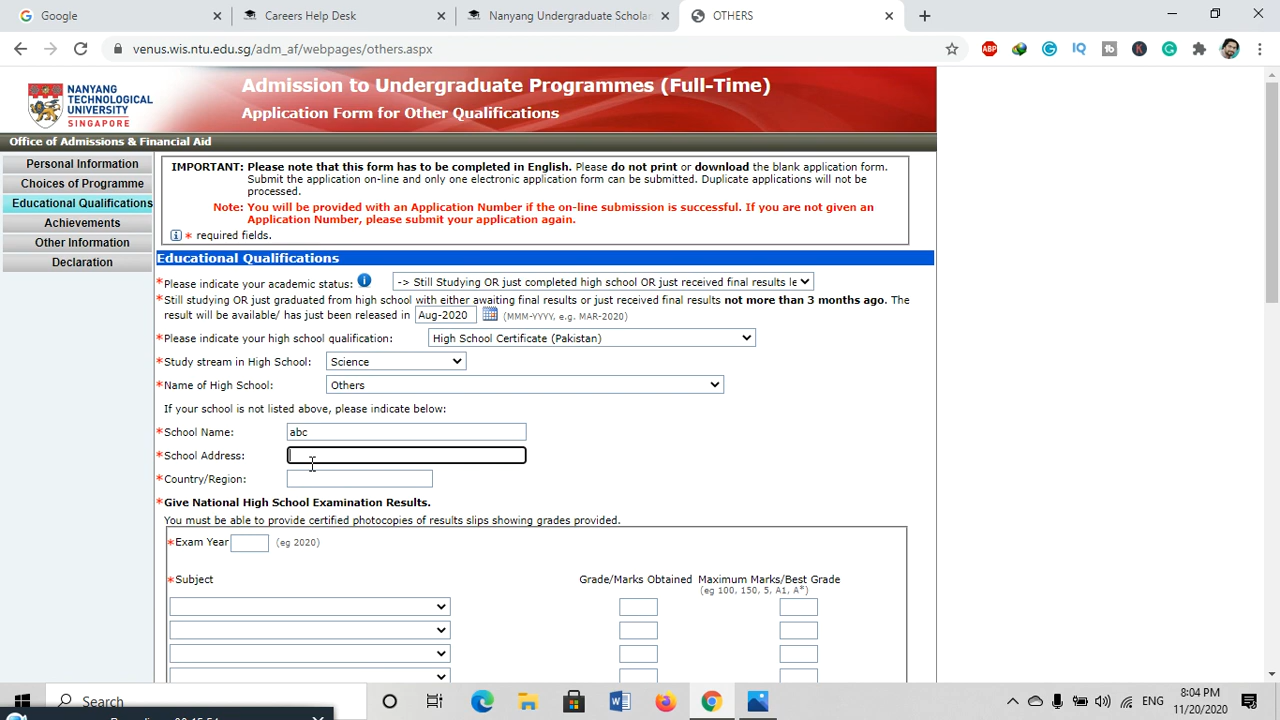 Google
Careers Help Desk
Nanyang Undergraduate Scholar
OTHERS
venus.wis.ntu.edu.sg/adm_af/webpages/others.aspx
NANYANG
TECHNOLOGICAL
UNIVERSITY
SINGAPORE
Admission to Undergraduate Programmes (Full-Time)
Application Form for Other Qualifications
Office of Admissions & Financial Aid
Personal Information
Choices of Programme
Educational Qualifications
Achievements
Other Information
Declaration
IMPORTANT: Please note that this form has to be completed in English. Please do not print or download the blank application form.
Submit the application on-line and only one electronic application form can be submitted. Duplicate applications will not be
processed.
Note: You will be provided with an Application Number if the on-line submission is successful. If you are not given an
Application Number, please submit your application again.
* required fields.
Educational Qualifications
*Please indicate your academic status: -> Still Studying OR just completed high school OR just received final results le
*Still studying OR just graduated from high school with either awaiting final results or just received final results not more than 3 months ago. The
result will be available/ has just been released in Aug-2020 (MMM-YYYY, e.g. MAR-2020)
*Please indicate your high school qualification: High School Certificate (Pakistan)
*Study stream in High School: Science
*Name of High School: Others
If your school is not listed above, please indicate below:
*School Name: abc
*School Address:
*Country/Region:
*Give National High School Examination Results.
You must be able to provide certified photocopies of results slips showing grades provided.
*Exam Year (eg 2020)
*Subject Grade/Marks Obtained Maximum Marks/Best Grade
(eg 100, 150, 5, A1, A*)
Search
ENG
8:04 PM
11/20/2020